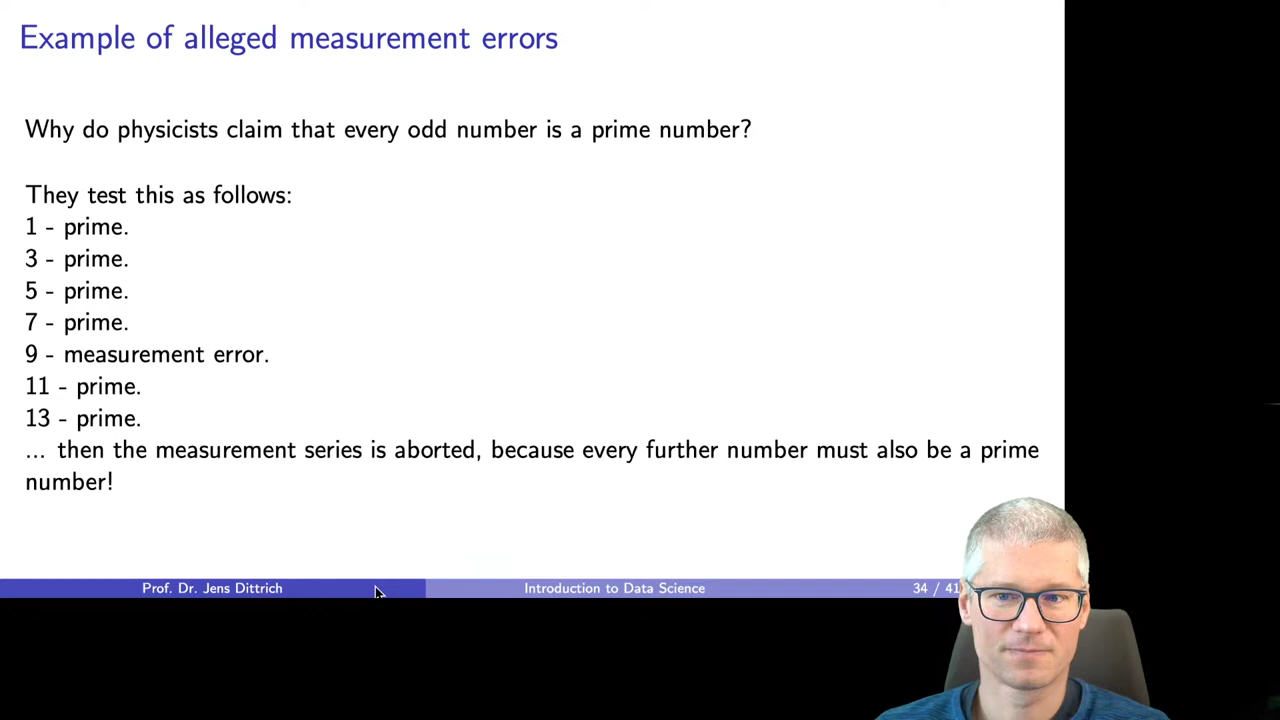 Example of alleged measurement errors
Why do physicists claim that every odd number is a prime number?
They test this as follows:
1 - prime.
3 - prime.
5 - prime.
7 - prime.
9 - measurement error.
11 - prime.
13 - prime.
... then the measurement series is aborted, because every further number must also be a prime
number!
Prof. Dr. Jens Dittrich
Introduction to Data Science
34 / 41